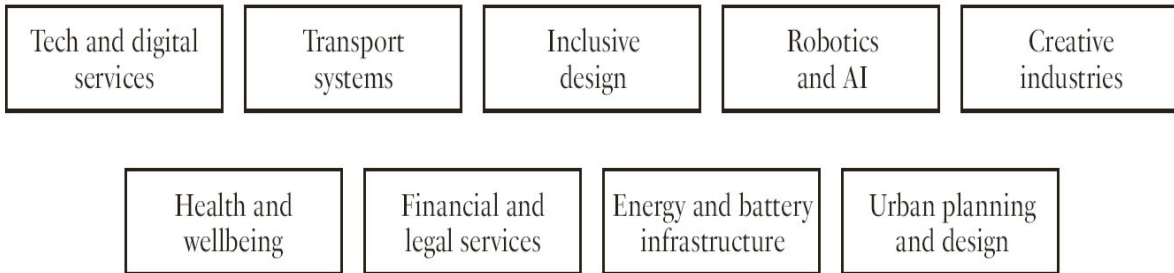 Tech and digital
services
Transport
systems
Inclusive
design
Robotics
and AI
Creative
industries
Health and
wellbeing
Financial and
legal services
Energy and battery
infrastructure
Urban planning
and design